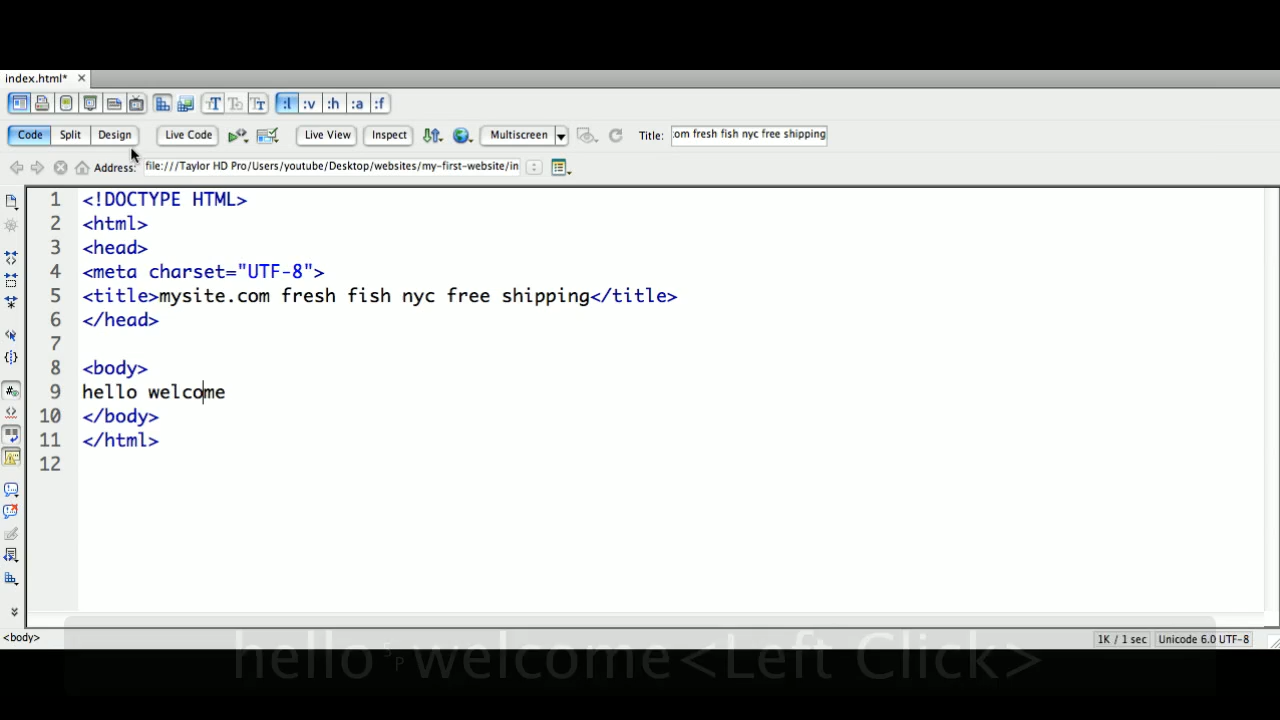 index.html*
:l :v :h :a :f
Code Split Design Live Code Live View Inspect Multiscreen Title: :om fresh fish nyc free shipping
Address: file:///Taylor HD Pro/Users/youtube/Desktop/websites/my-first-website/in
1 <!DOCTYPE HTML>
2 <html>
3 <head>
4 <meta charset="UTF-8">
5 <title>mysite.com fresh fish nyc free shipping</title>
6 </head>
7
8 <body>
9 hello welcome
10 </body>
11 </html>
12
<body> 1K / 1 sec Unicode 6.0 UTF-8
hello SP welcome<Left Click>